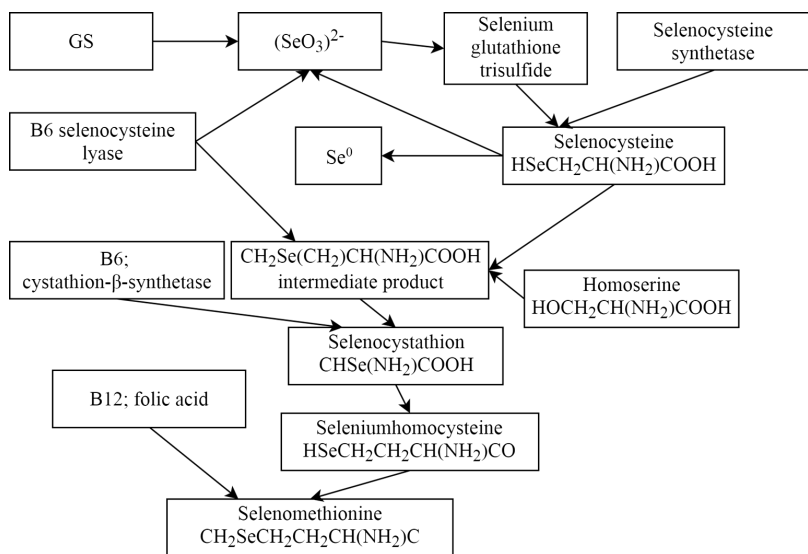 GS
(SeO₃)²⁻
Selenium
glutathione
trisulfide
Selenocysteine
synthetase
B6 selenocysteine
lyase
Se⁰
Selenocysteine
HSeCH₂CH(NH₂)COOH
B6;
cystathion-β-synthetase
CH₂Se(CH₂)CH(NH₂)COOH
intermediate product
Homoserine
HOCH₂CH(NH₂)COOH
Selenocystathion
CHSe(NH₂)COOH
B12; folic acid
Seleniumhomocysteine
HSeCH₂CH₂CH(NH₂)CO
Selenomethionine
CH₂SeCH₂CH₂CH(NH₂)C